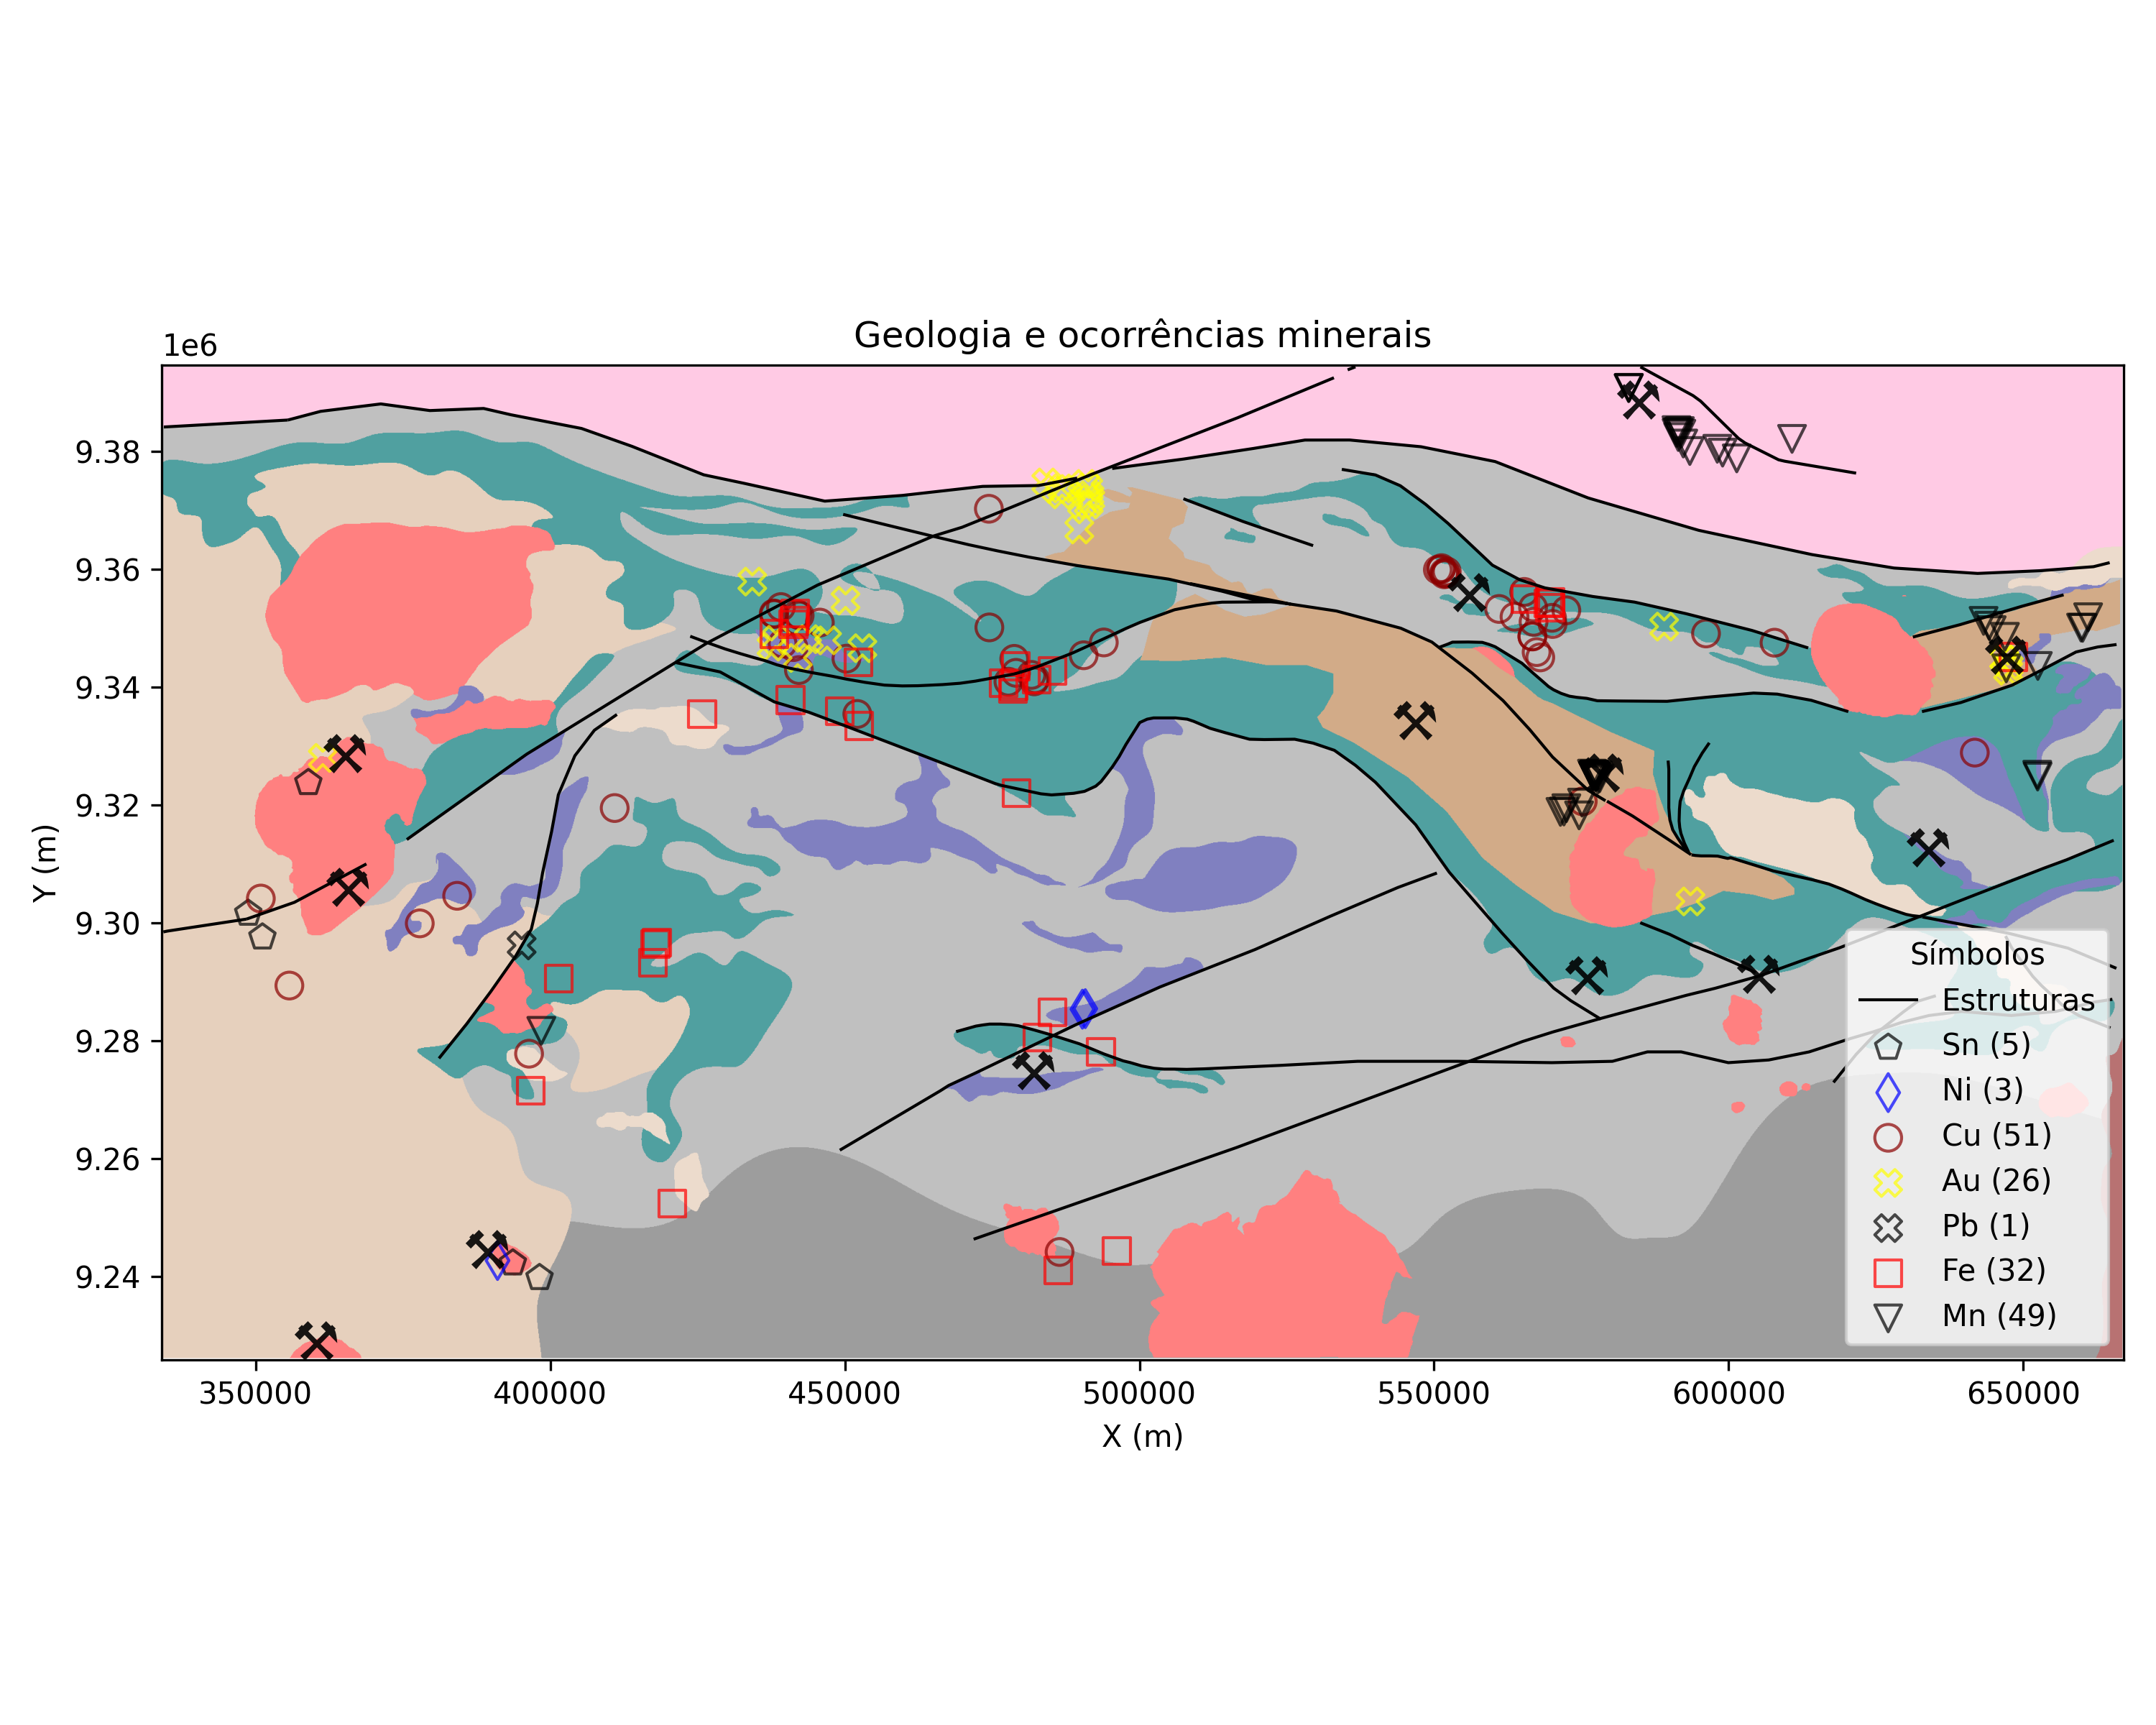 Geologia e ocorrências minerais
1e6
9.38
9.36
9.34
9.32
9.30
9.28
9.26
9.24
Y (m)
350000 400000 450000 500000 550000 600000 650000
X (m)
Símbolos
Estruturas
Sn (5)
Ni (3)
Cu (51)
Au (26)
Pb (1)
Fe (32)
Mn (49)